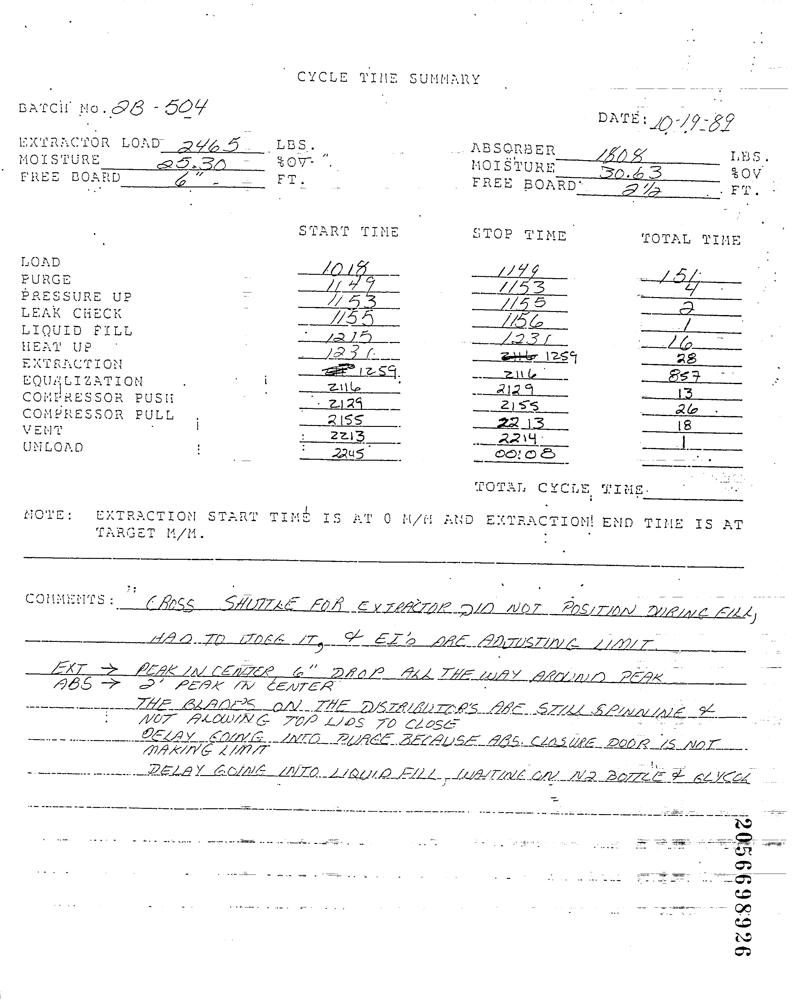 CYCLE TIME SUMMARY
BATCH No. 2B-504
DATE: 10-19-89
EXTRACTOR LOAD 2465 LBS.
MOISTURE 25.30 %OV
FREE BOARD 6" FT.
ABSORBER 1808 LBS.
MOISTURE 30.63 %OV
FREE BOARD 2½ FT.
START TIME STOP TIME TOTAL TIME
LOAD 1018 1149 151
PURGE 1149 1153 4
PRESSURE UP 1153 1155 2
LEAK CHECK 1155 1156 1
LIQUID FILL 1215 1231 16
HEAT UP 1231 2116 1259 28
EXTRACTION 1259 2116 857
EQUALIZATION 2116 2129 13
COMPRESSOR PUSH 2129 2155 26
COMPRESSOR PULL 2155 2213 18
VENT 2213 2214 1
UNLOAD 2245 00:08
TOTAL CYCLE TIME
NOTE: EXTRACTION START TIME IS AT 0 M/M AND EXTRACTION END TIME IS AT
TARGET M/M.
COMMENTS: " CROSS SHUTTLE FOR EXTRACTOR DID NOT POSITION DURING FILL,
HAD TO JOGG IT, & EI'S ARE ADJUSTING LIMIT
EXT → PEAK IN CENTER 6" DROP ALL THE WAY AROUND PEAK
ABS → 2' PEAK IN CENTER
THE BLADE'S ON THE DISTRIBUTOR'S ARE STILL SPINNING &
NOT ALOWING TOP LIDS TO CLOSE
DELAY GOING INTO PURGE BECAUSE ABS. CLOSURE DOOR IS NOT
MAKING LIMIT
DELAY GOING INTO LIQUID FILL, WAITING ON N2 BOTTLE & GLYCOL
2056698926